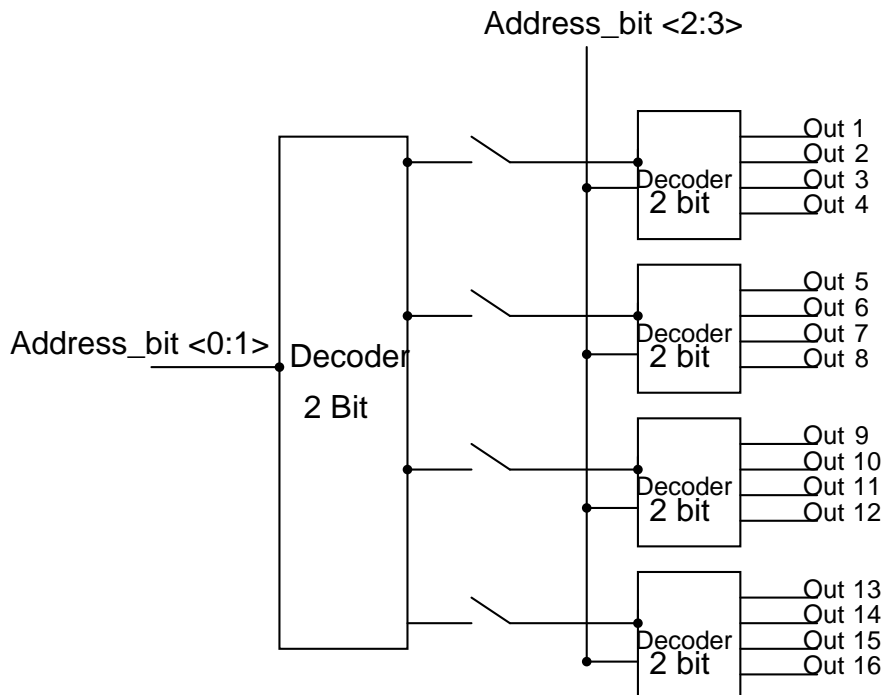 Address_bit <2:3>
Out 1
Out 2
Out 3
Out 4
Decoder
2 bit
Out 5
Out 6
Out 7
Out 8
Decoder
2 bit
Address_bit <0:1>
Decoder
2 Bit
Out 9
Out 10
Out 11
Out 12
Decoder
2 bit
Out 13
Out 14
Out 15
Out 16
Decoder
2 bit